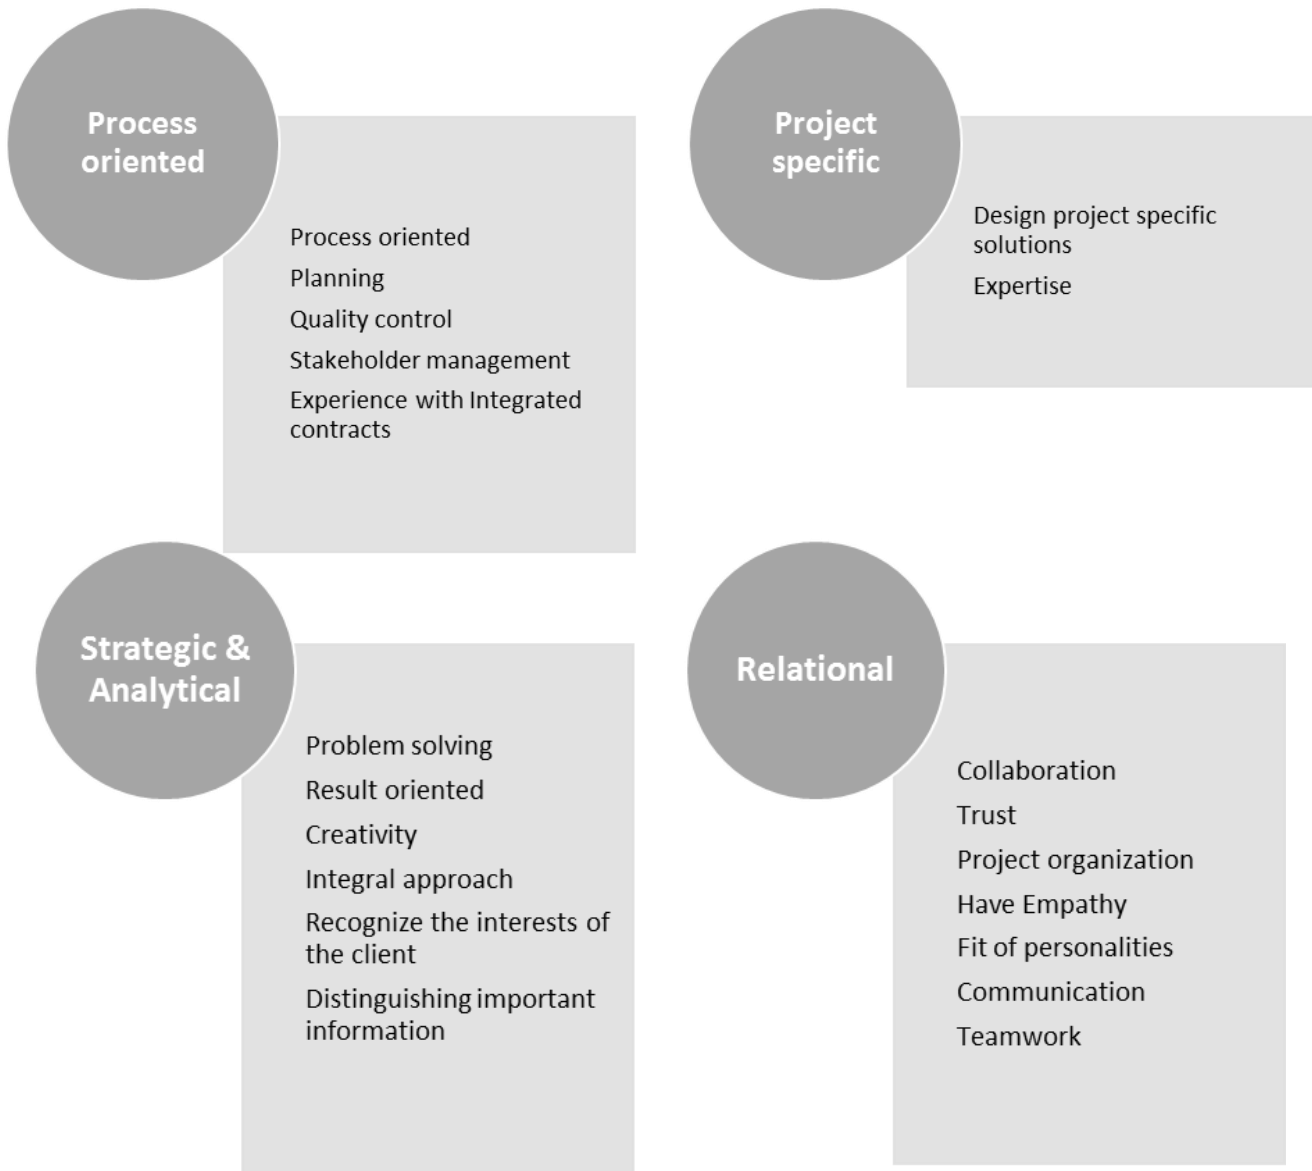 Process
oriented
Process oriented
Planning
Quality control
Stakeholder management
Experience with Integrated
contracts
Project
specific
Design project specific
solutions
Expertise
Strategic &
Analytical
Problem solving
Result oriented
Creativity
Integral approach
Recognize the interests of
the client
Distinguishing important
information
Relational
Collaboration
Trust
Project organization
Have Empathy
Fit of personalities
Communication
Teamwork